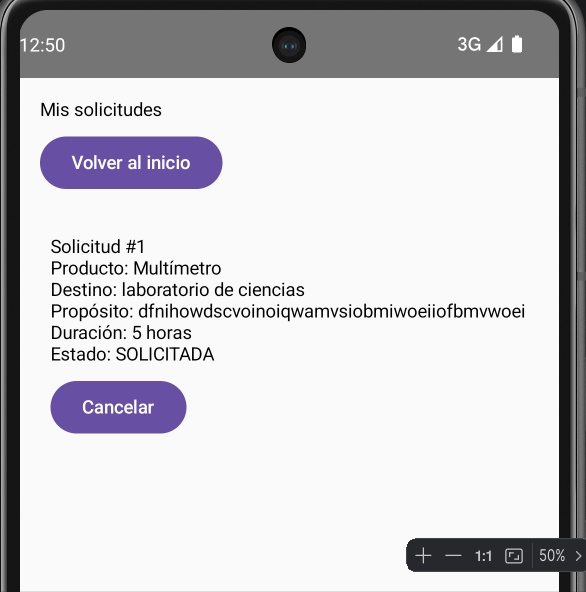 12:50
3G
Mis solicitudes
Volver al inicio
Solicitud #1
Producto: Multímetro
Destino: laboratorio de ciencias
Propósito: dfnihowdscvoinoiqwamvsiobmiwoeiiofbmvwoei
Duración: 5 horas
Estado: SOLICITADA
Cancelar
1:1
50%